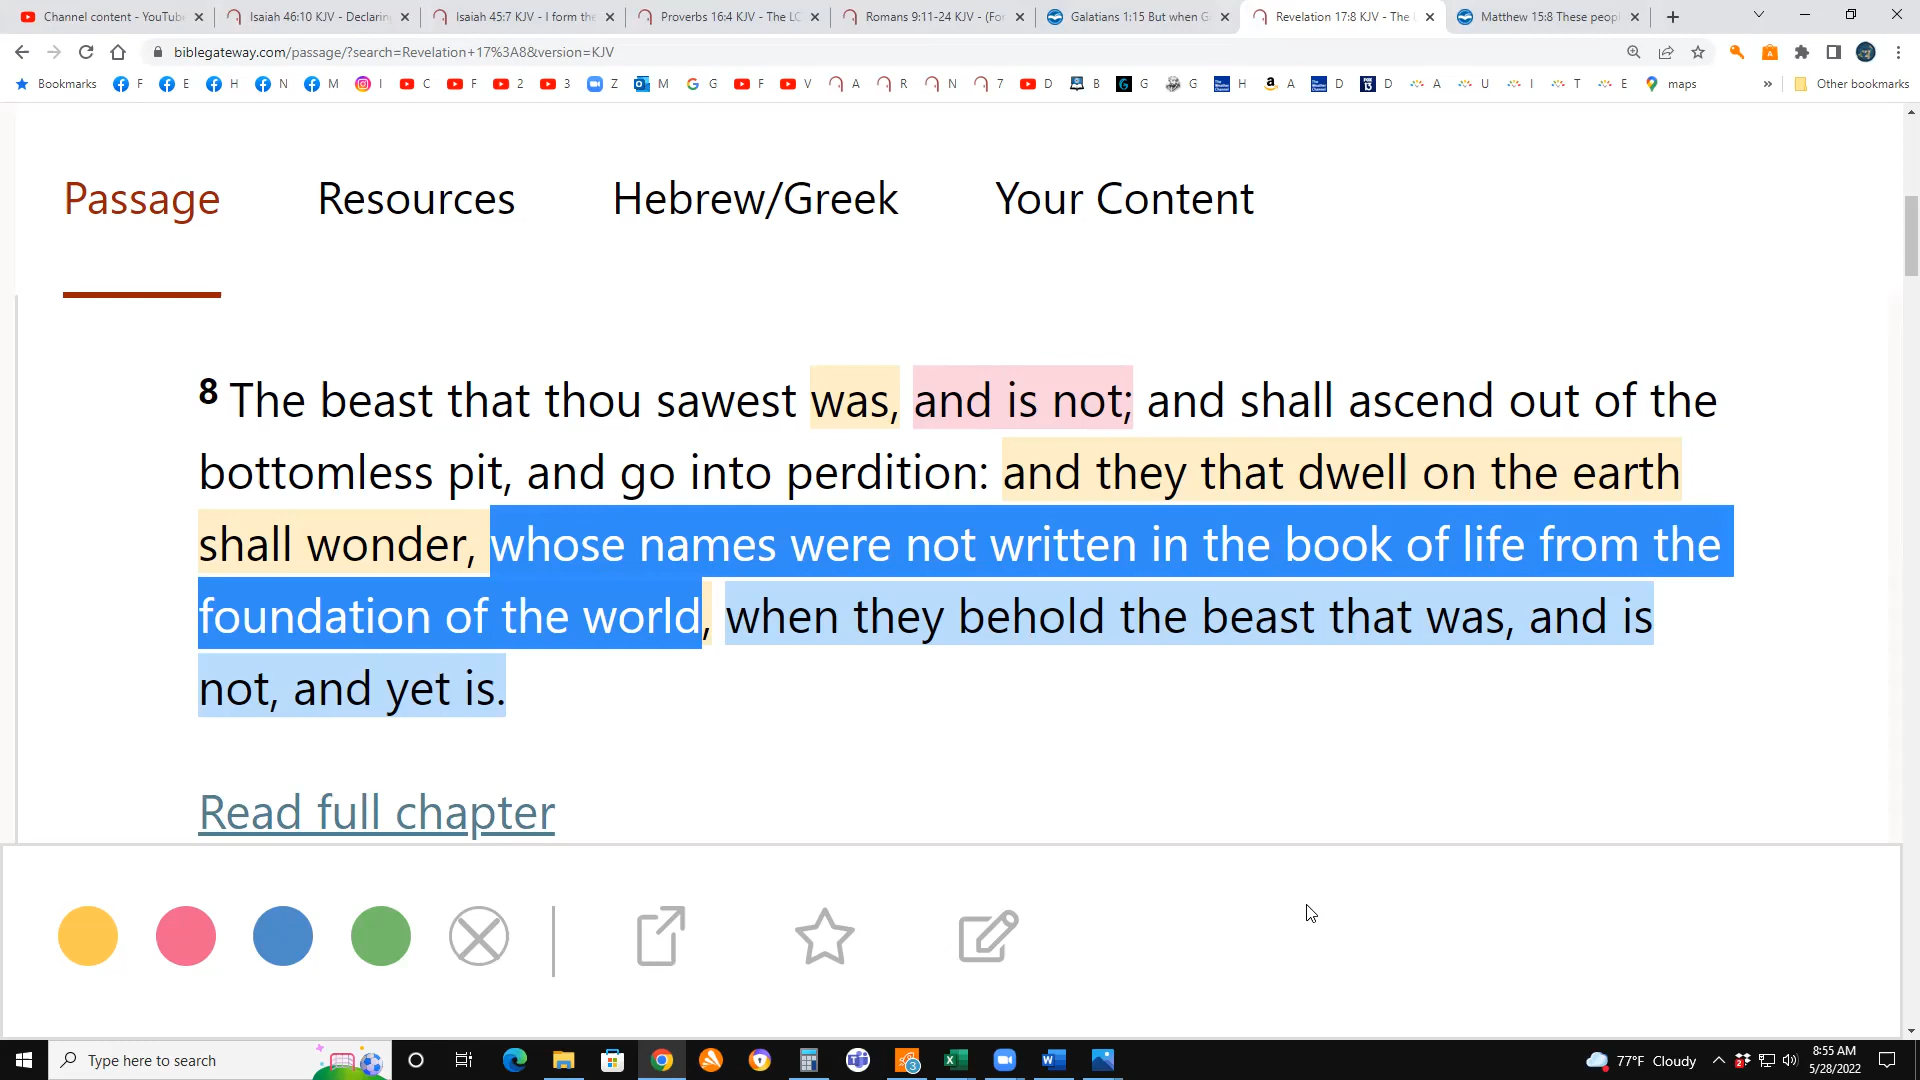 Channel content - YouTube
Isaiah 46:10 KJV - Declaring
Isaiah 45:7 KJV - I form the
Proverbs 16:4 KJV - The LO
Romans 9:11-24 KJV - (For
Galatians 1:15 But when G
Revelation 17:8 KJV - The
Matthew 15:8 These peopl
biblegateway.com/passage/?search=Revelation+17%3A8&version=KJV
Bookmarks F E H N M I C F 2 3 Z M G F V A R N 7 D B G G H A D D A U I T E maps » Other bookmarks
Passage Resources Hebrew/Greek Your Content
8 The beast that thou sawest was, and is not; and shall ascend out of the
bottomless pit, and go into perdition: and they that dwell on the earth
shall wonder, whose names were not written in the book of life from the
foundation of the world, when they behold the beast that was, and is
not, and yet is.
Read full chapter
Type here to search
3
77°F Cloudy
8:55 AM
5/28/2022